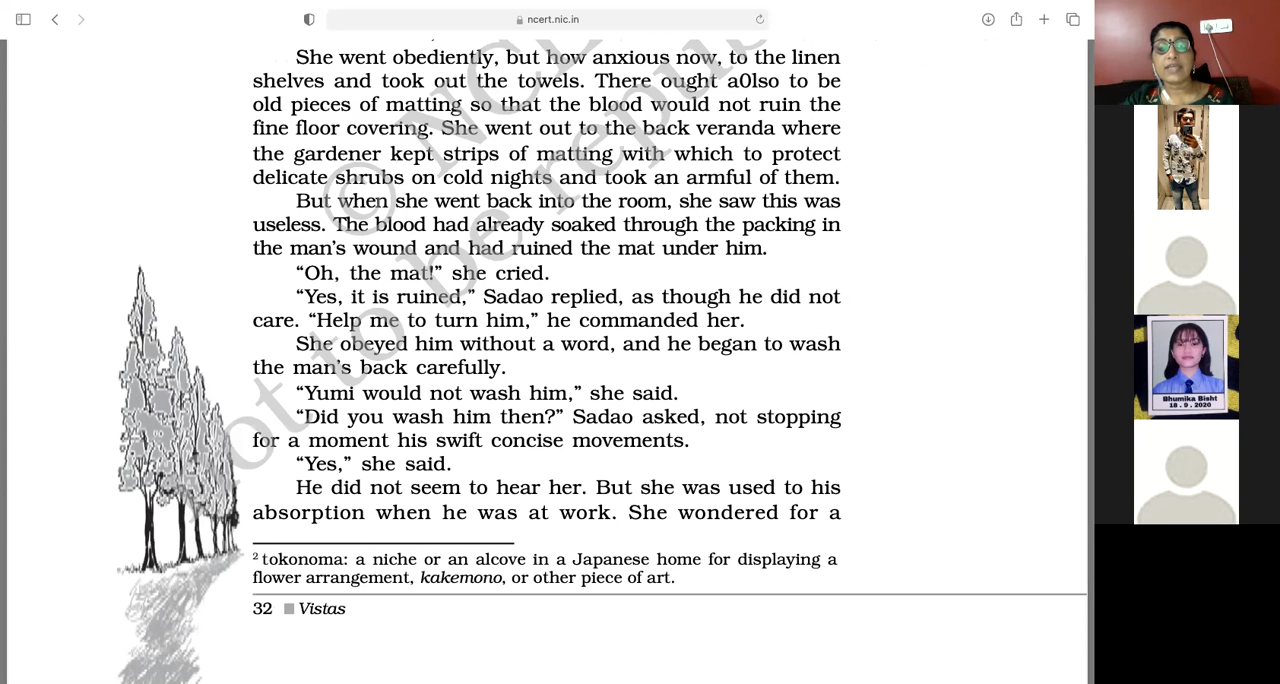 ncert.nic.in
She went obediently, but how anxious now, to the linen
shelves and took out the towels. There ought a0lso to be
old pieces of matting so that the blood would not ruin the
fine floor covering. She went out to the back veranda where
the gardener kept strips of matting with which to protect
delicate shrubs on cold nights and took an armful of them.
But when she went back into the room, she saw this was
useless. The blood had already soaked through the packing in
the man’s wound and had ruined the mat under him.
“Oh, the mat!” she cried.
“Yes, it is ruined,” Sadao replied, as though he did not
care. “Help me to turn him,” he commanded her.
She obeyed him without a word, and he began to wash
the man’s back carefully.
“Yumi would not wash him,” she said.
“Did you wash him then?” Sadao asked, not stopping
for a moment his swift concise movements.
“Yes,” she said.
He did not seem to hear her. But she was used to his
absorption when he was at work. She wondered for a
² tokonoma: a niche or an alcove in a Japanese home for displaying a
flower arrangement, kakemono, or other piece of art.
32 Vistas
Bhumika Bisht
18 . 9 . 2020